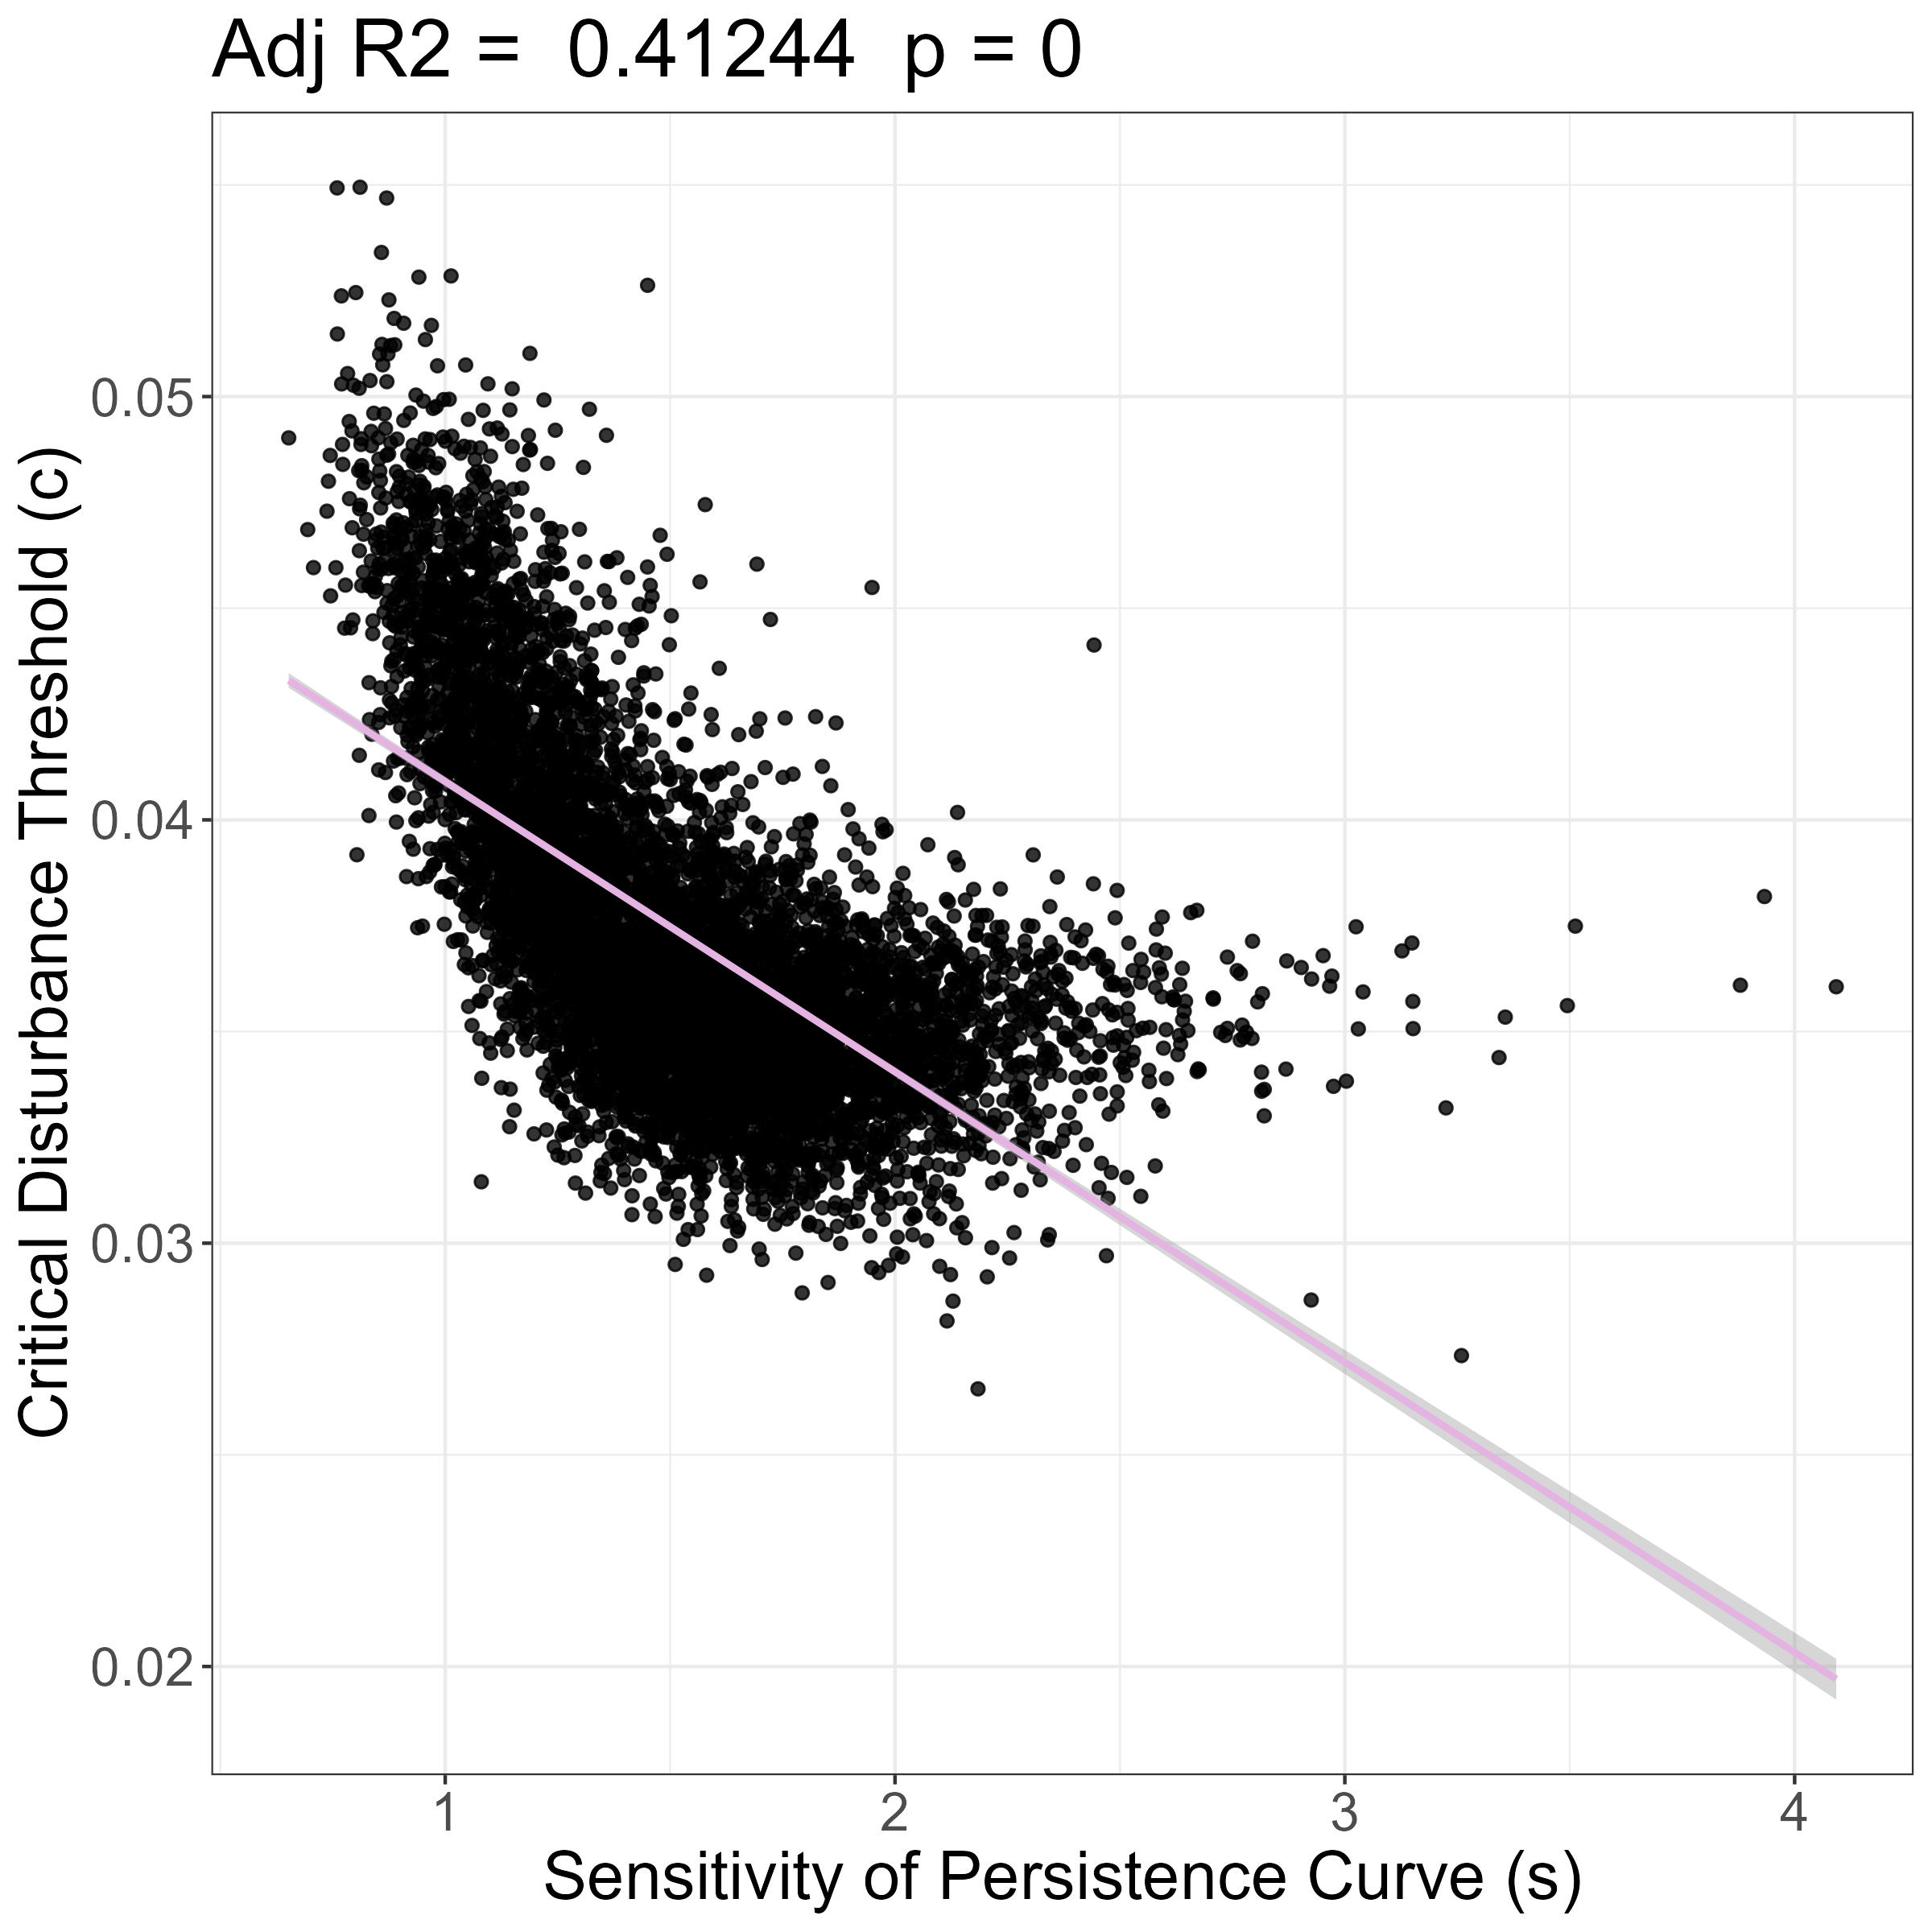 Adj R2 =  0.41244  p = 0
Critical Disturbance Threshold (c)
0.05
0.04
0.03
0.02
1 2 3 4
Sensitivity of Persistence Curve (s)